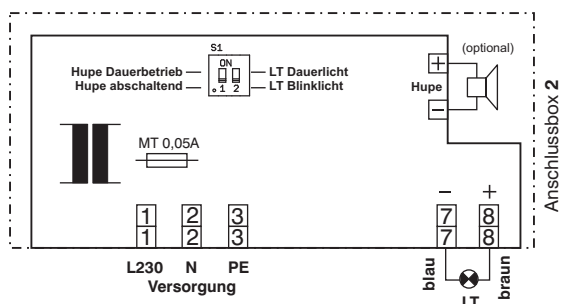 S1
(optional)
ON
Hupe Dauerbetrieb
LT Dauerlicht
+
Hupe abschaltend
1 2
LT Blinklicht
Hupe
−
MT 0,05A
Anschlussbox 2
− +
1 2 3 7 8
1 2 3 7 8
L230 N PE
blau
braun
Versorgung
LT